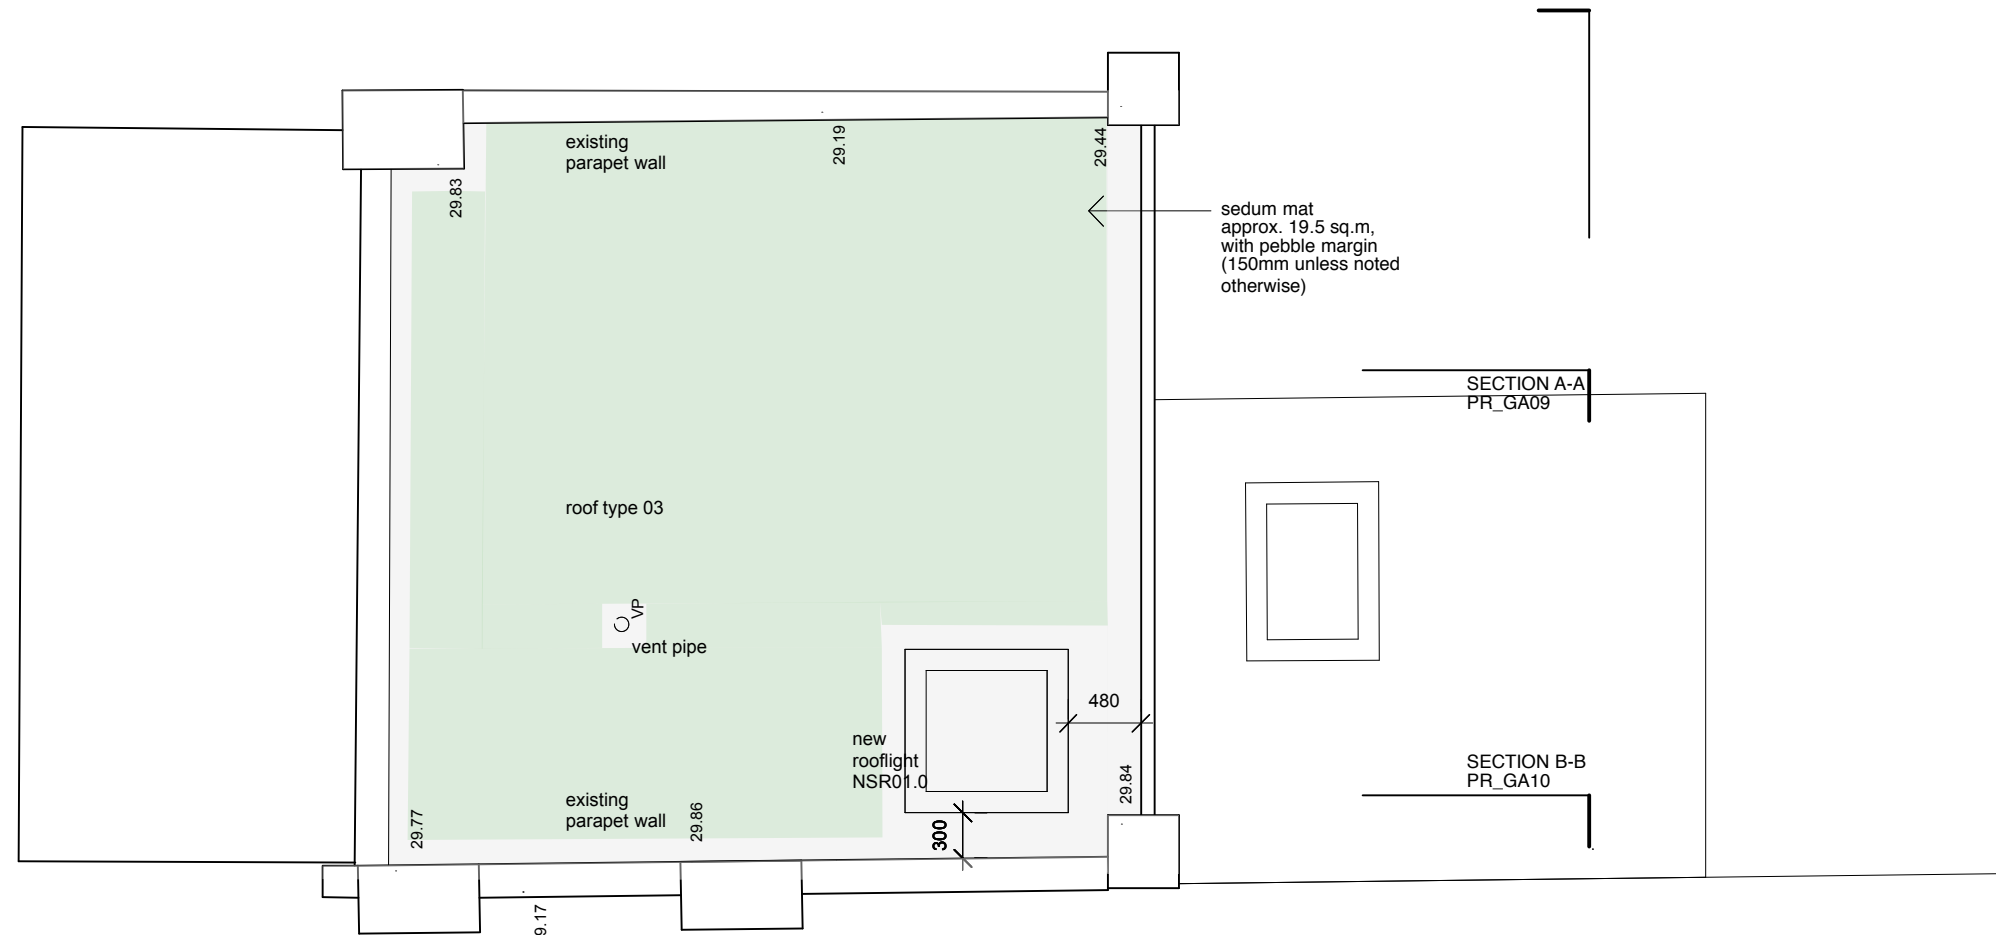 existing
parapet wall
29.19
29.44
29.83
sedum mat
approx. 19.5 sq.m,
with pebble margin
(150mm unless noted
otherwise)
SECTION A-A
PR_GA09
roof type 03
VP
vent pipe
480
new
rooflight
NSR01.0
SECTION B-B
PR_GA10
29.84
existing
parapet wall
29.77
29.86
300
9.17